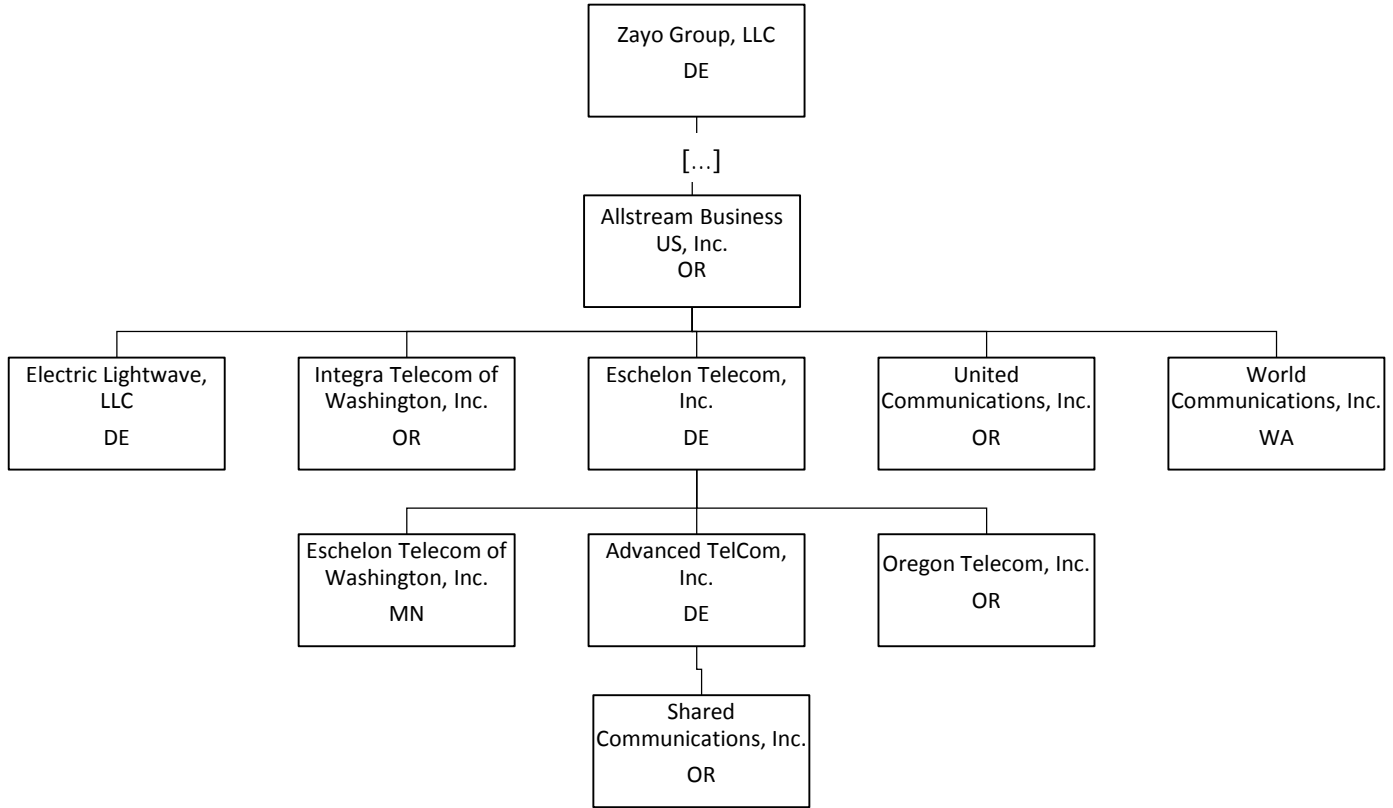 Zayo Group, LLC
DE
[...]
Allstream Business
US, Inc.
OR
Electric Lightwave,
LLC
DE
Integra Telecom of
Washington, Inc.
OR
Eschelon Telecom,
Inc.
DE
United
Communications, Inc.
OR
World
Communications, Inc.
WA
Eschelon Telecom of
Washington, Inc.
MN
Advanced TelCom,
Inc.
DE
Oregon Telecom, Inc.
OR
Shared
Communications, Inc.
OR